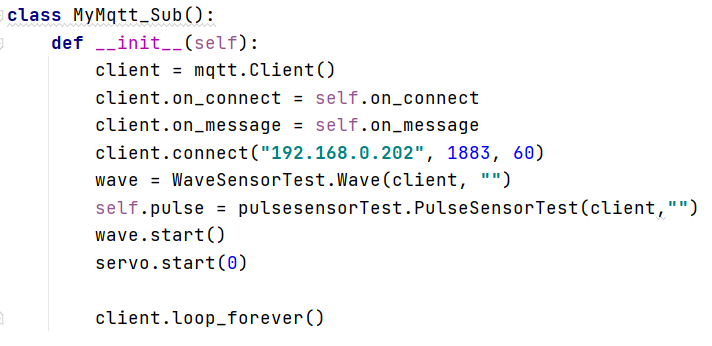 class MyMqtt_Sub():
    def __init__(self):
        client = mqtt.Client()
        client.on_connect = self.on_connect
        client.on_message = self.on_message
        client.connect("192.168.0.202", 1883, 60)
        wave = WaveSensorTest.Wave(client, "")
        self.pulse = pulsesensorTest.PulseSensorTest(client,"")
        wave.start()
        servo.start(0)

        client.loop_forever()